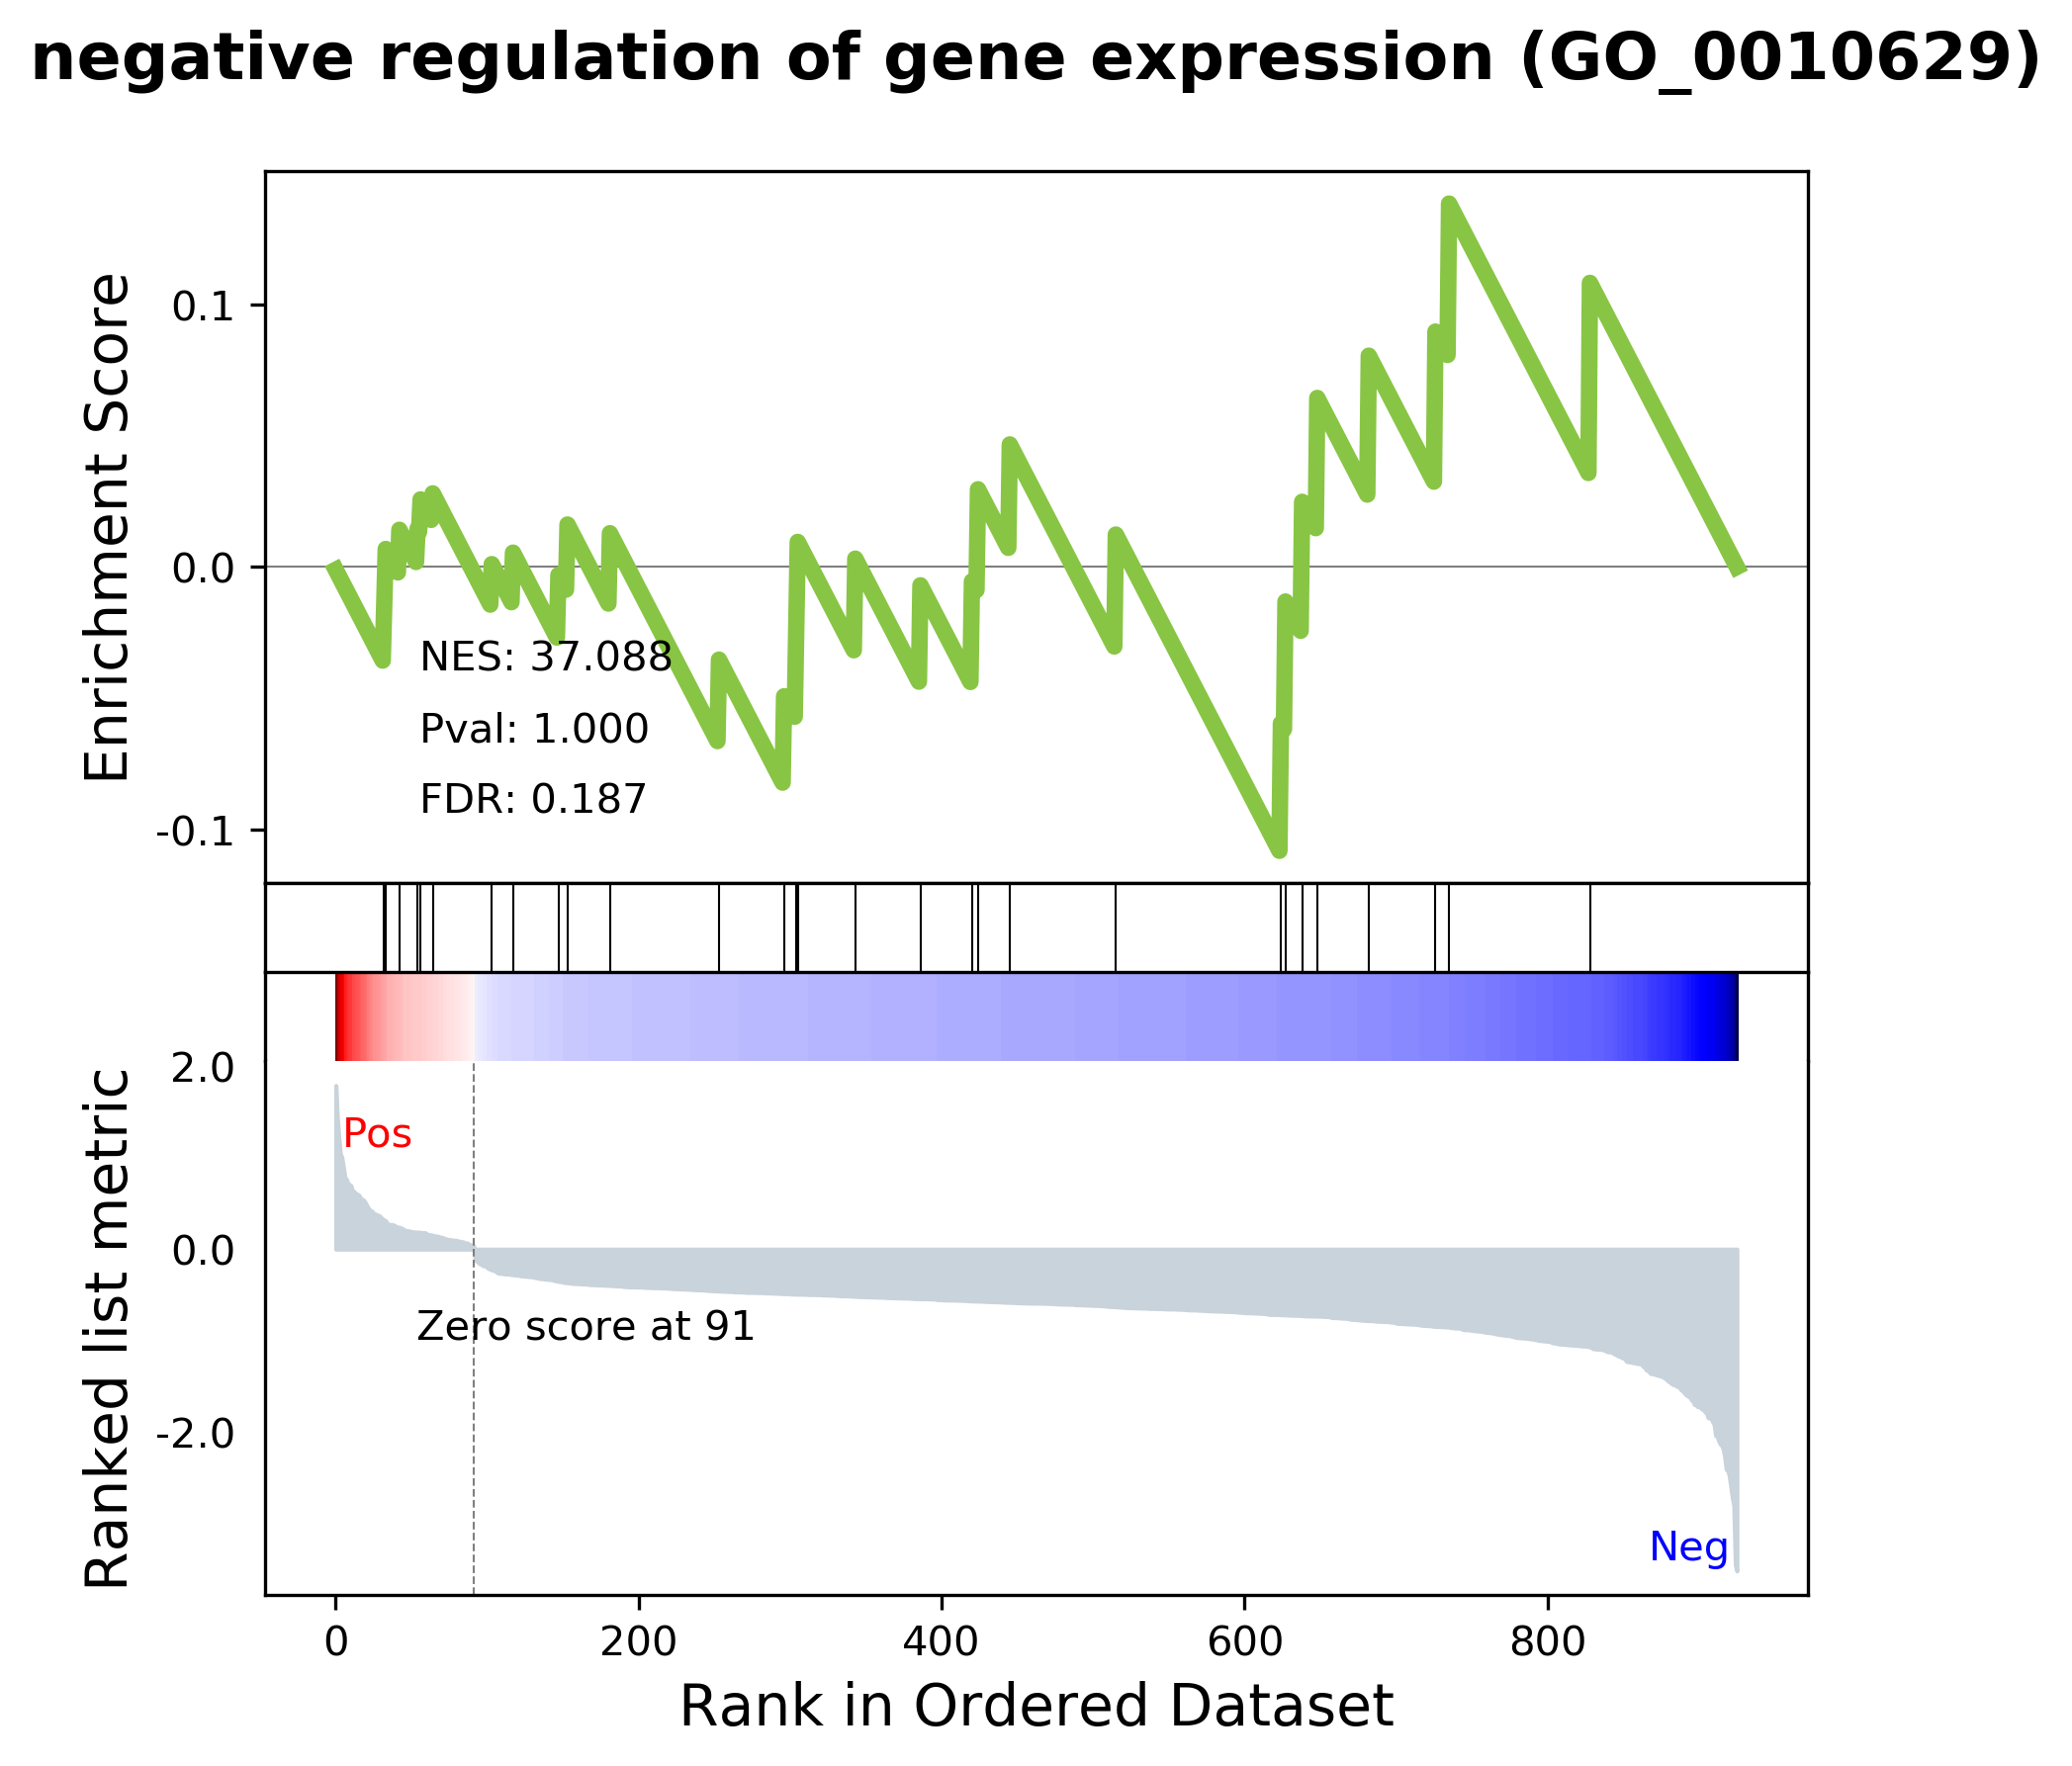 negative regulation of gene expression (GO_0010629)
Enrichment Score
0.1
0.0
-0.1
NES: 37.088
Pval: 1.000
FDR: 0.187
Ranked list metric
2.0
0.0
-2.0
Pos
Zero score at 91
Neg
0 200 400 600 800
Rank in Ordered Dataset